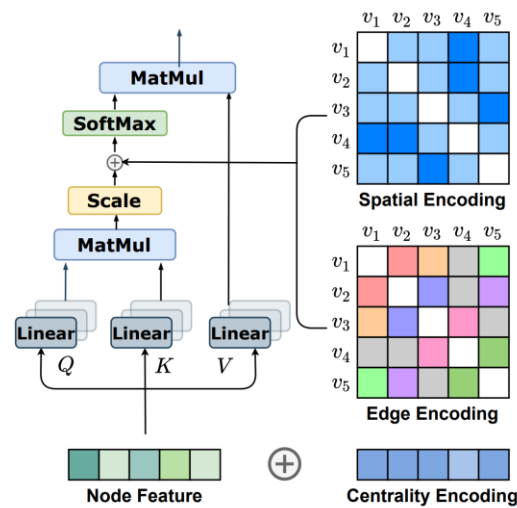 MatMul
SoftMax
Scale
MatMul
Linear Linear Linear
Q K V
Node Feature
v1 v2 v3 v4 v5
v1
v2
v3
v4
v5
Spatial Encoding
v1 v2 v3 v4 v5
v1
v2
v3
v4
v5
Edge Encoding
Centrality Encoding